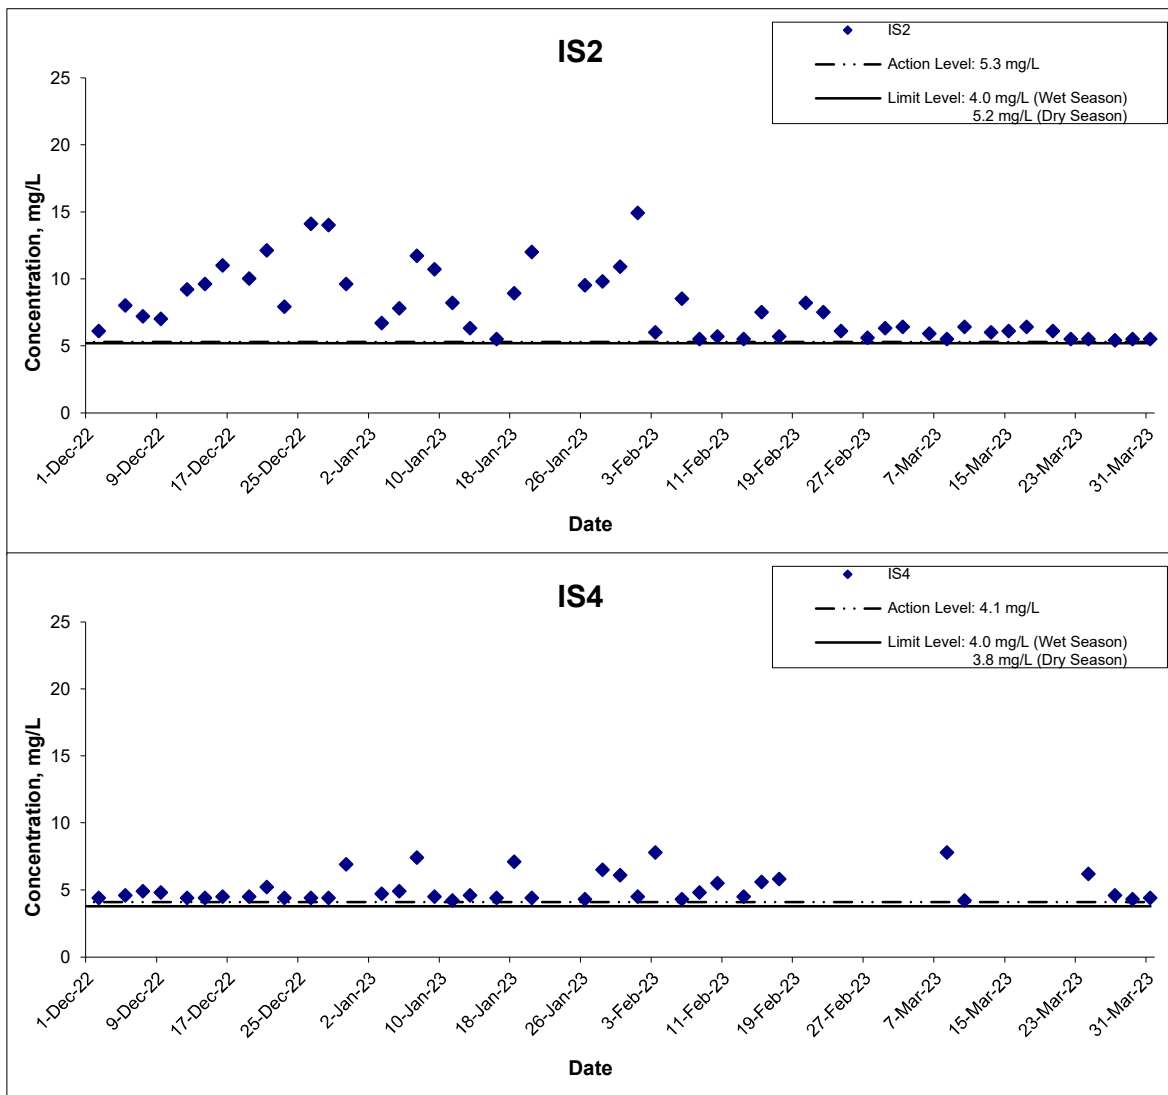 IS2
IS2
Action Level: 5.3 mg/L
Limit Level: 4.0 mg/L (Wet Season)
5.2 mg/L (Dry Season)
Concentration, mg/L
25
20
15
10
5
0
1-Dec-22
9-Dec-22
17-Dec-22
25-Dec-22
2-Jan-23
10-Jan-23
18-Jan-23
26-Jan-23
3-Feb-23
11-Feb-23
19-Feb-23
27-Feb-23
7-Mar-23
15-Mar-23
23-Mar-23
31-Mar-23
Date
IS4
IS4
Action Level: 4.1 mg/L
Limit Level: 4.0 mg/L (Wet Season)
3.8 mg/L (Dry Season)
Concentration, mg/L
25
20
15
10
5
0
1-Dec-22
9-Dec-22
17-Dec-22
25-Dec-22
2-Jan-23
10-Jan-23
18-Jan-23
26-Jan-23
3-Feb-23
11-Feb-23
19-Feb-23
27-Feb-23
7-Mar-23
15-Mar-23
23-Mar-23
31-Mar-23
Date